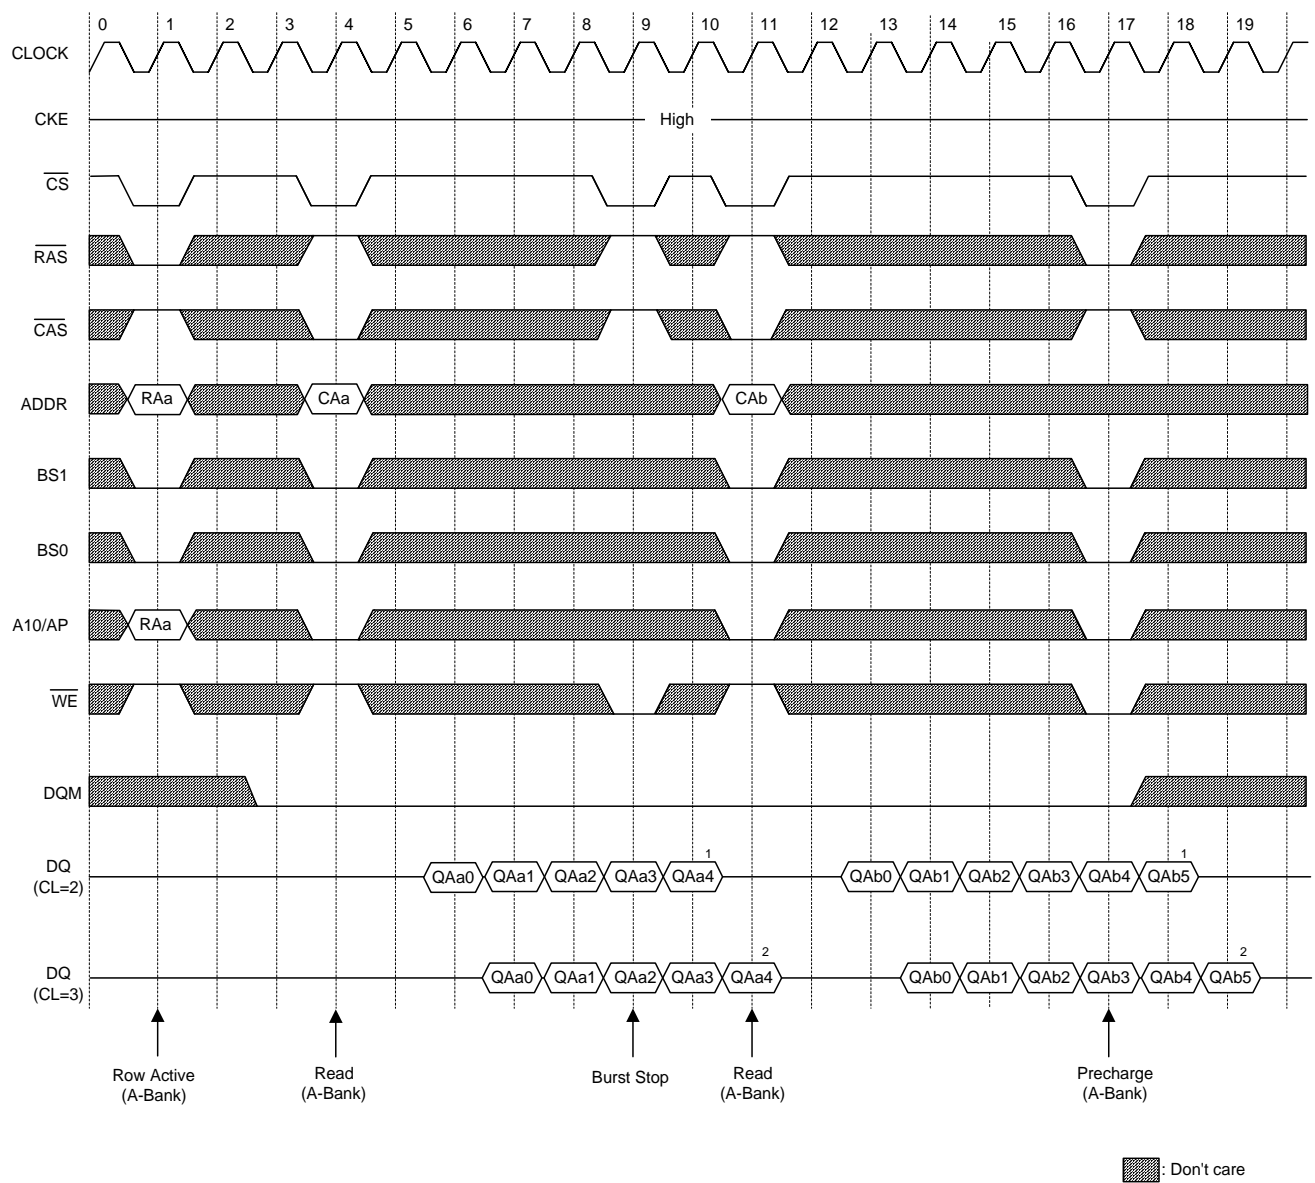 0 1 2 3 4 5 6 7 8 9 10 11 12 13 14 15 16 17 18 19
CLOCK
CKE High
CS
RAS
CAS
ADDR RAa CAa CAb
BS1
BS0
A10/AP RAa
WE
DQM
1 1
DQ
(CL=2) QAa0 QAa1 QAa2 QAa3 QAa4 QAb0 QAb1 QAb2 QAb3 QAb4 QAb5
2 2
DQ
(CL=3) QAa0 QAa1 QAa2 QAa3 QAa4 QAb0 QAb1 QAb2 QAb3 QAb4 QAb5
Row Active
(A-Bank)
Read
(A-Bank)
Burst Stop
Read
(A-Bank)
Precharge
(A-Bank)
: Don't care